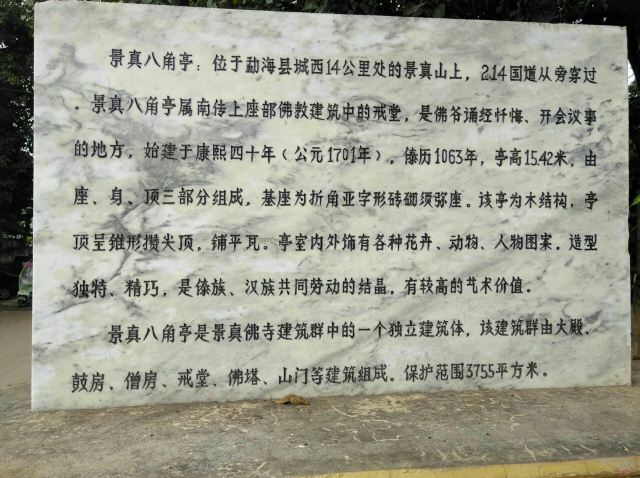 景真八角亭：位于勐海县城西14公里处的景真山上，214国道从旁穿过
。景真八角亭属南传上座部佛教建筑中的戒堂，是佛爷诵经忏悔、开会议事
的地方，始建于康熙四十年（公元1701年），傣历1063年，亭高15.42米，由
座、身、顶三部分组成，基座为折角亚字形砖砌须弥座。该亭为木结构，亭
顶呈锥形攒尖顶，铺平瓦。亭室内外饰有各种花卉、动物、人物图案。造型
独特、精巧，是傣族、汉族共同劳动的结晶，有较高的艺术价值。
景真八角亭是景真佛寺建筑群中的一个独立建筑体，该建筑群由大殿、
鼓房、僧房、戒堂、佛塔、山门等建筑组成。保护范围3755平方米。